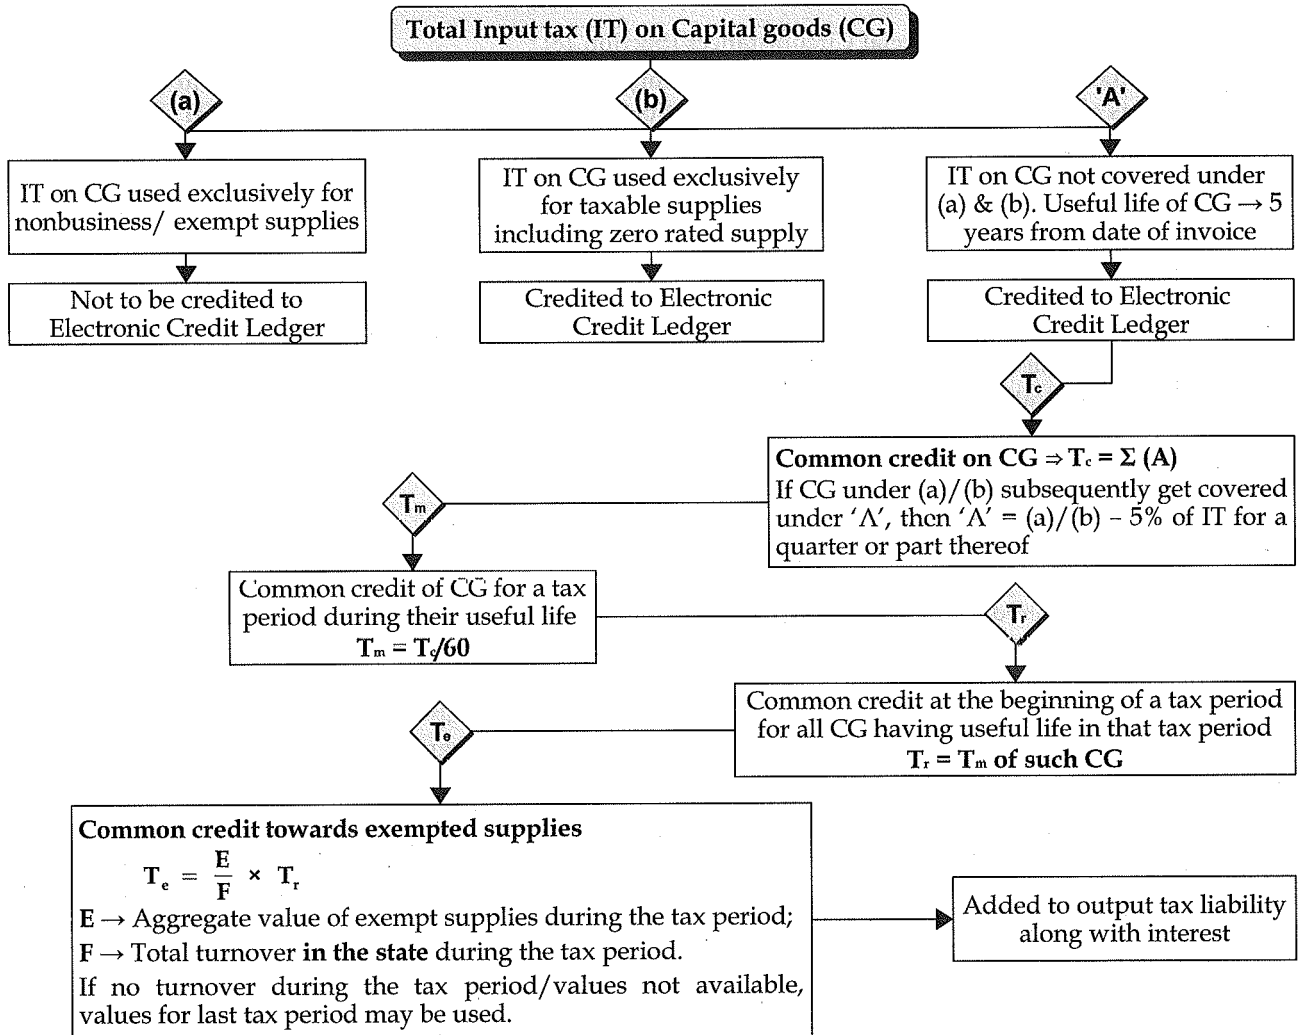 Total Input tax (IT) on Capital goods (CG)
(a)
(b)
'A'
IT on CG used exclusively for
nonbusiness/ exempt supplies
IT on CG used exclusively
for taxable supplies
including zero rated supply
IT on CG not covered under
(a) & (b). Useful life of CG → 5
years from date of invoice
Not to be credited to
Electronic Credit Ledger
Credited to Electronic
Credit Ledger
Credited to Electronic
Credit Ledger
Tc
Common credit on CG ⇒ Tc = Σ (A)
If CG under (a)/(b) subsequently get covered
under 'A', then 'A' = (a)/(b) – 5% of IT for a
quarter or part thereof
Tm
Common credit of CG for a tax
period during their useful life
Tm = Tc/60
Tr
Common credit at the beginning of a tax period
for all CG having useful life in that tax period
Tr = Tm of such CG
Te
Common credit towards exempted supplies
Te = E/F × Tr
E → Aggregate value of exempt supplies during the tax period;
F → Total turnover in the state during the tax period.
If no turnover during the tax period/values not available,
values for last tax period may be used.
Added to output tax liability
along with interest